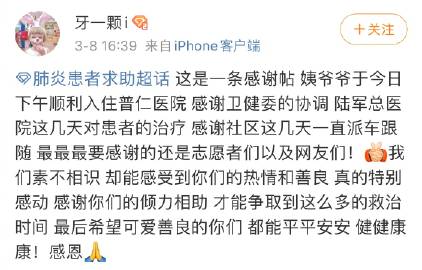 牙一颗i
3-8 16:39 来自iPhone客户端
+关注
肺炎患者求助超话 这是一条感谢帖 姨爷爷于今日
下午顺利入住普仁医院 感谢卫健委的协调 陆军总医
院这几天对患者的治疗 感谢社区这几天一直派车跟
随 最最最要感谢的还是志愿者们以及网友们！我
们素不相识 却能感受到你们的热情和善良 真的特别
感动 感谢你们的倾力相助 才能争取到这么多的救治
时间 最后希望可爱善良的你们 都能平平安安 健健康
康！感恩🙏